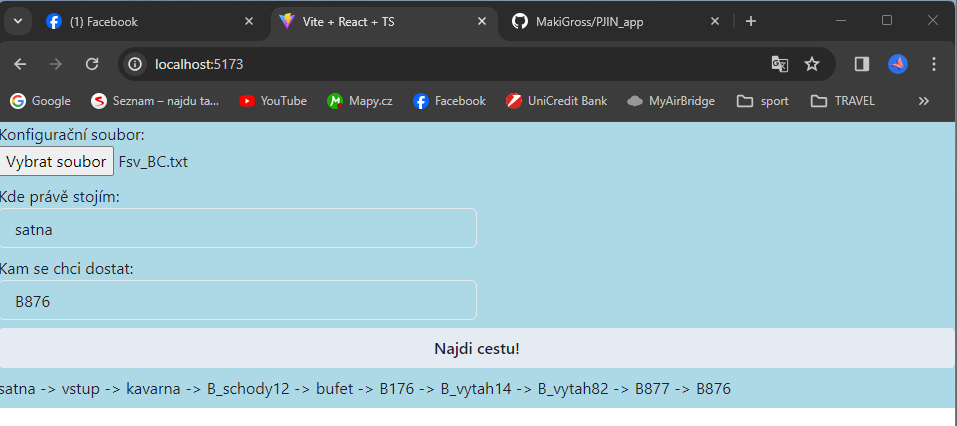 (1) Facebook
Vite + React + TS
MakiGross/PJIN_app
localhost:5173
Google
Seznam – najdu ta...
YouTube
Mapy.cz
Facebook
UniCredit Bank
MyAirBridge
sport
TRAVEL
Konfigurační soubor:
Vybrat soubor Fsv_BC.txt
Kde právě stojím:
satna
Kam se chci dostat:
B876
Najdi cestu!
satna -> vstup -> kavarna -> B_schody12 -> bufet -> B176 -> B_vytah14 -> B_vytah82 -> B877 -> B876